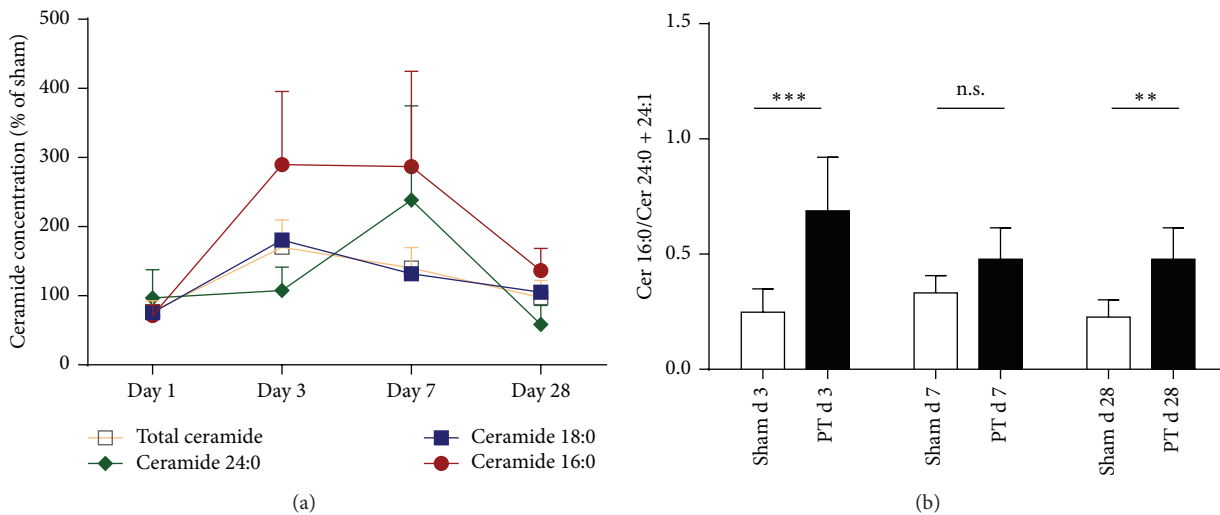 Ceramide concentration (% of sham)
500
400
300
200
100
0
Day 1 Day 3 Day 7 Day 28
Total ceramide Ceramide 18:0
Ceramide 24:0 Ceramide 16:0
(a)
Cer 16:0/Cer 24:0 + 24:1
1.5
1.0
0.5
0.0
*** n.s. **
Sham d 3 PT d 3 Sham d 7 PT d 7 Sham d 28 PT d 28
(b)